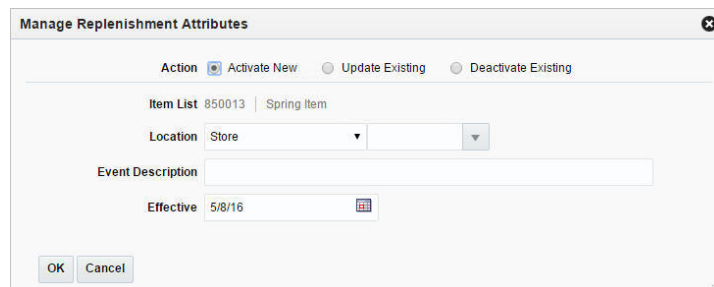 Manage Replenishment Attributes
Action Activate New Update Existing Deactivate Existing
Item List 850013 Spring Item
Location Store
Event Description
Effective 5/8/16
OK Cancel